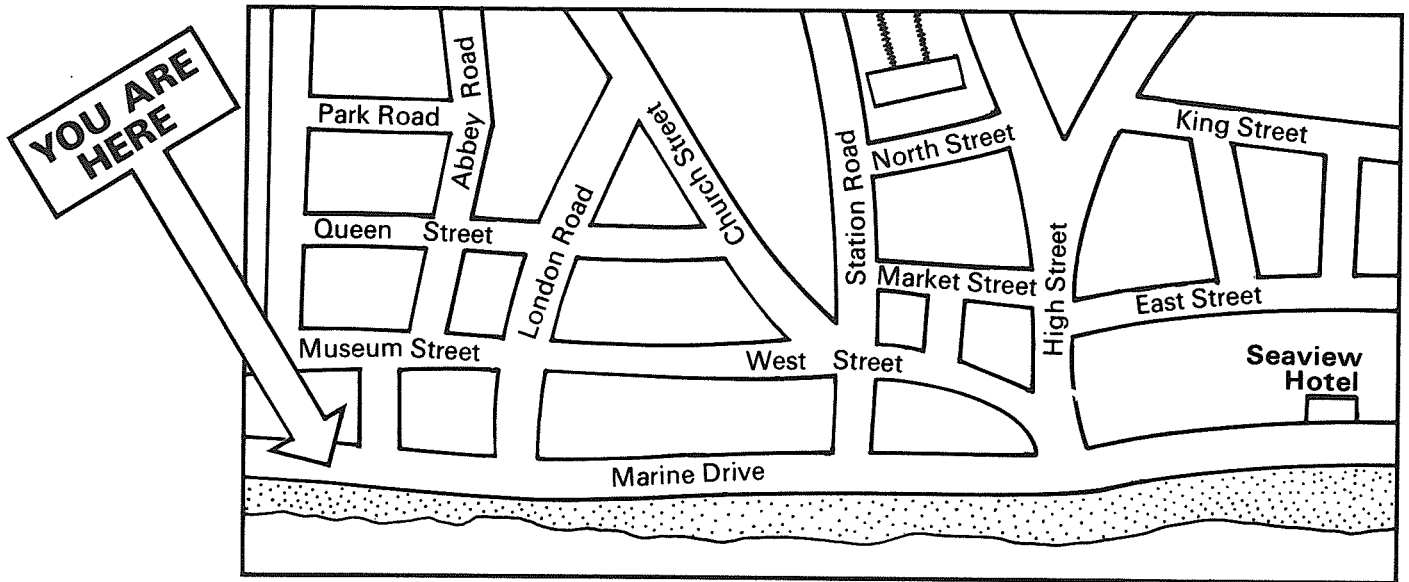 YOU ARE
HERE
Park Road
Abbey Road
Queen Street
London Road
Church Street
Museum Street
West Street
Station Road
North Street
Market Street
High Street
King Street
East Street
Seaview
Hotel
Marine Drive